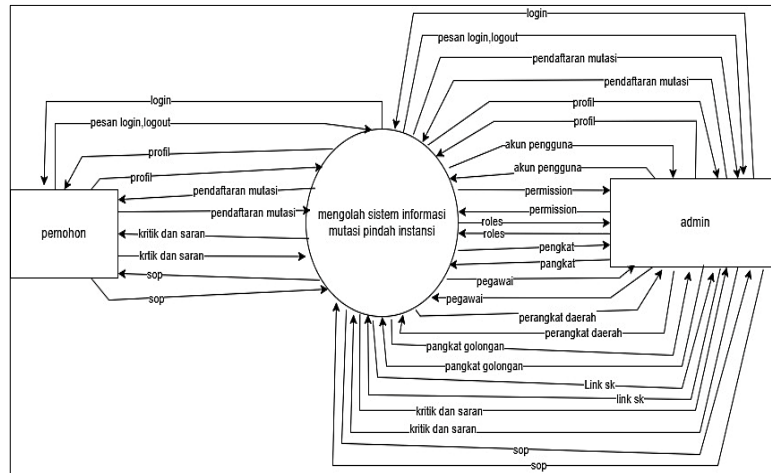 login
pesan login,logout
pendaftaran mutasi
pendaftaran mutasi
login
profil
pesan login,logout
profil
profil
akun pengguna
profil
akun pengguna
pendaftaran mutasi
permission
pemohon
pendaftaran mutasi
mengolah sistem informasi
mutasi pindah instansi
permission
admin
roles
kritik dan saran
roles
krtik dan saran
pengkat
pangkat
sop
pegawai
sop
pegawai
perangkat daerah
perangkat daerah
pangkat golongan
pangkat golongan
Link sk
link sk
kritik dan saran
kritik dan saran
sop
sop